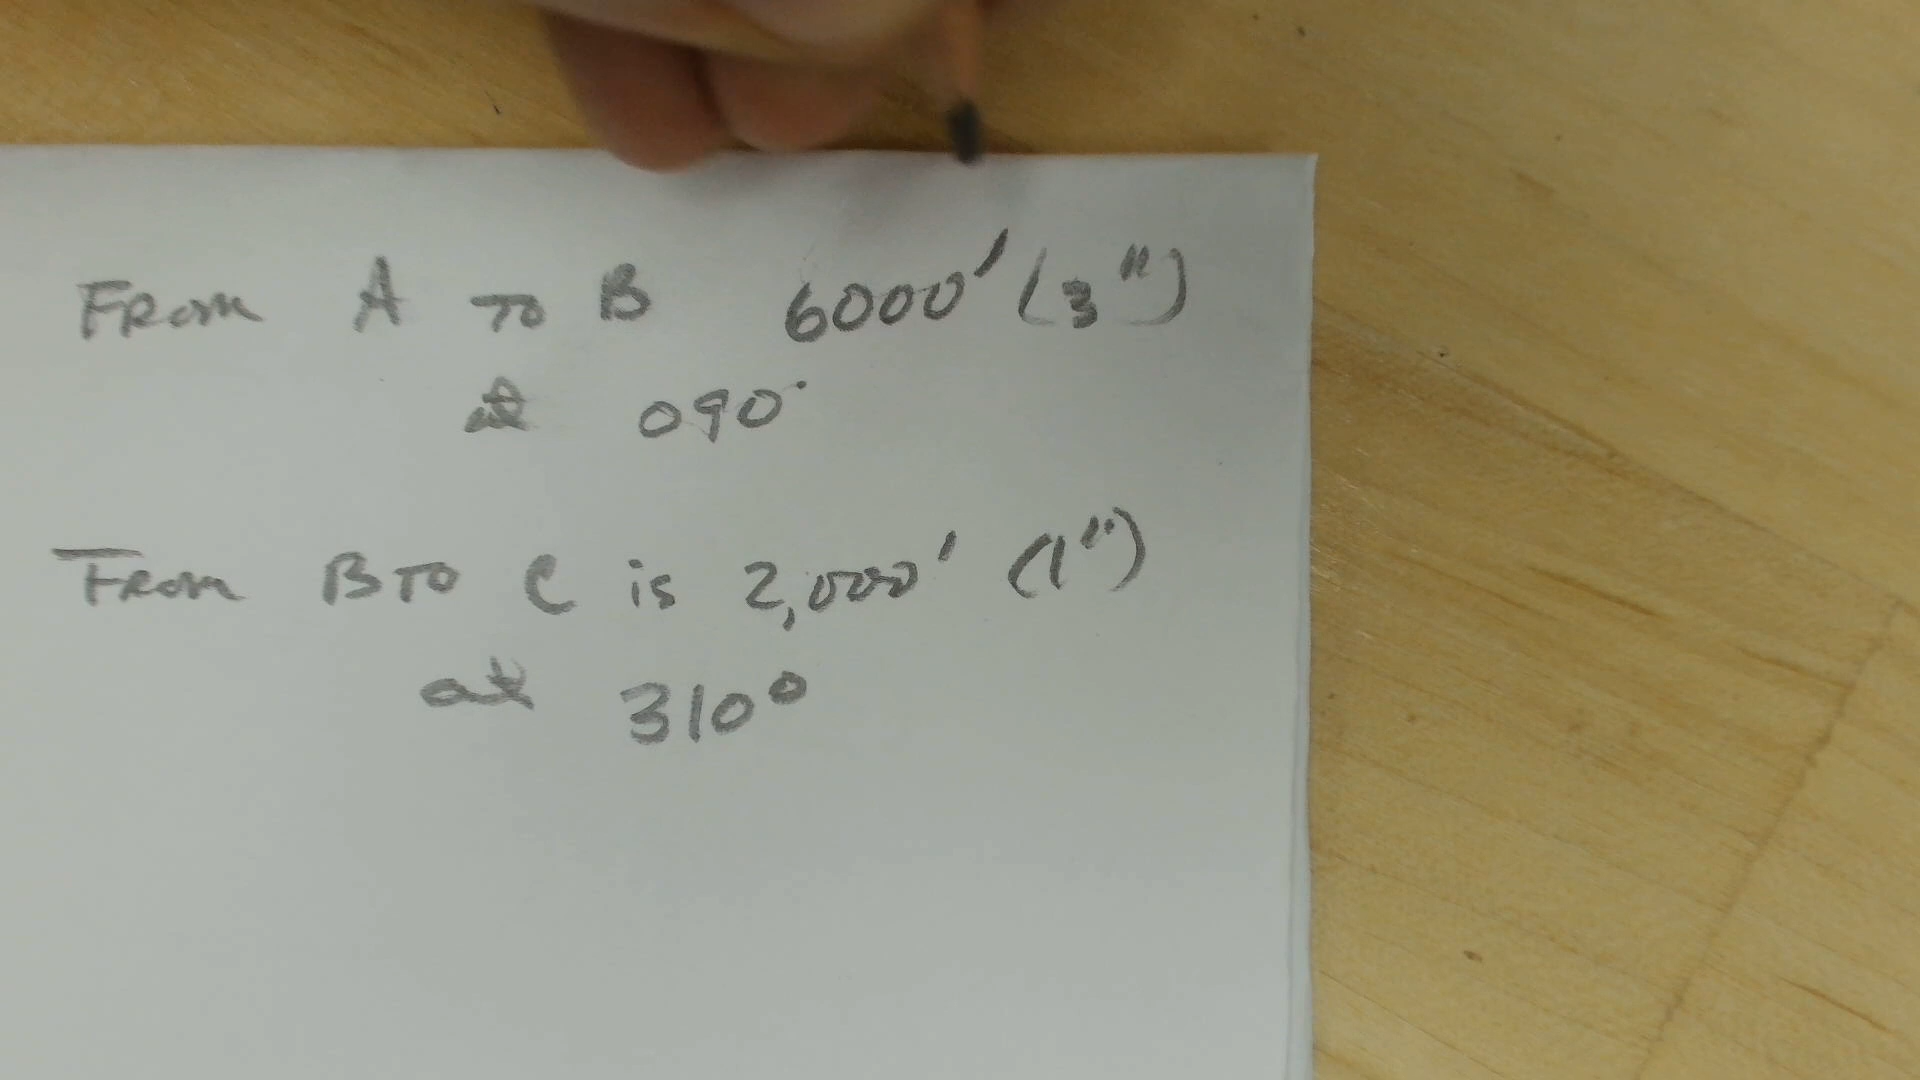 From A to B 6000' (3")
at 090°
From B to C is 2,000' (1")
at 310°